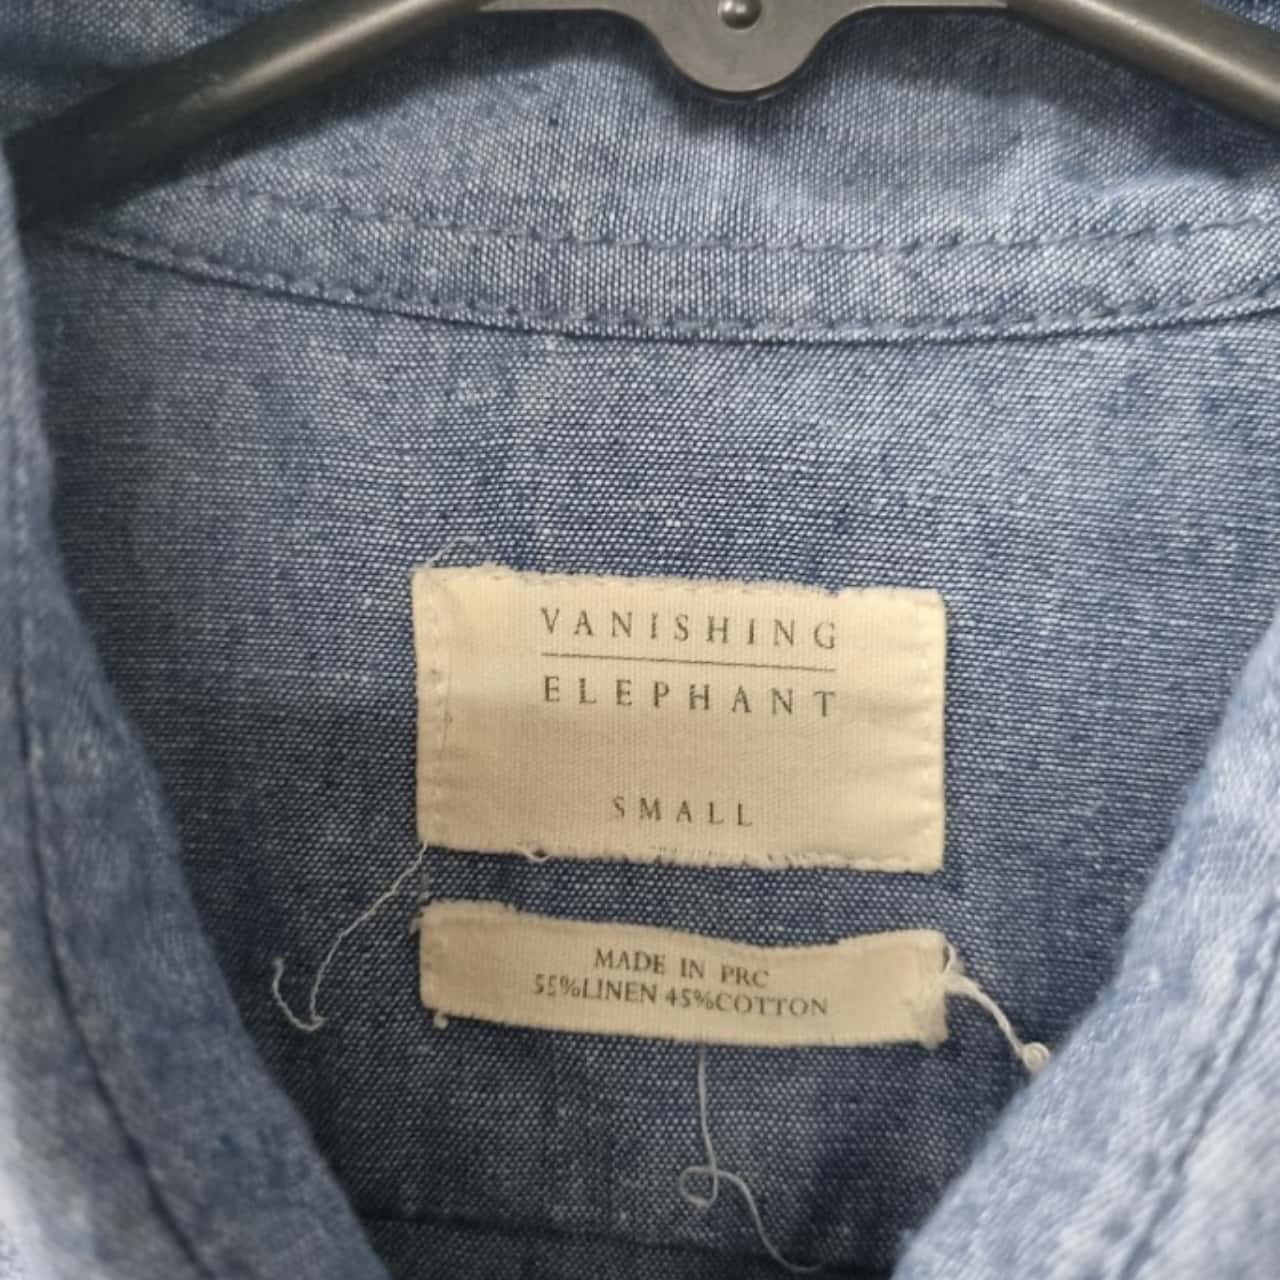 VANISHING
ELEPHANT
SMALL
MADE IN PRC
55%LINEN 45%COTTON